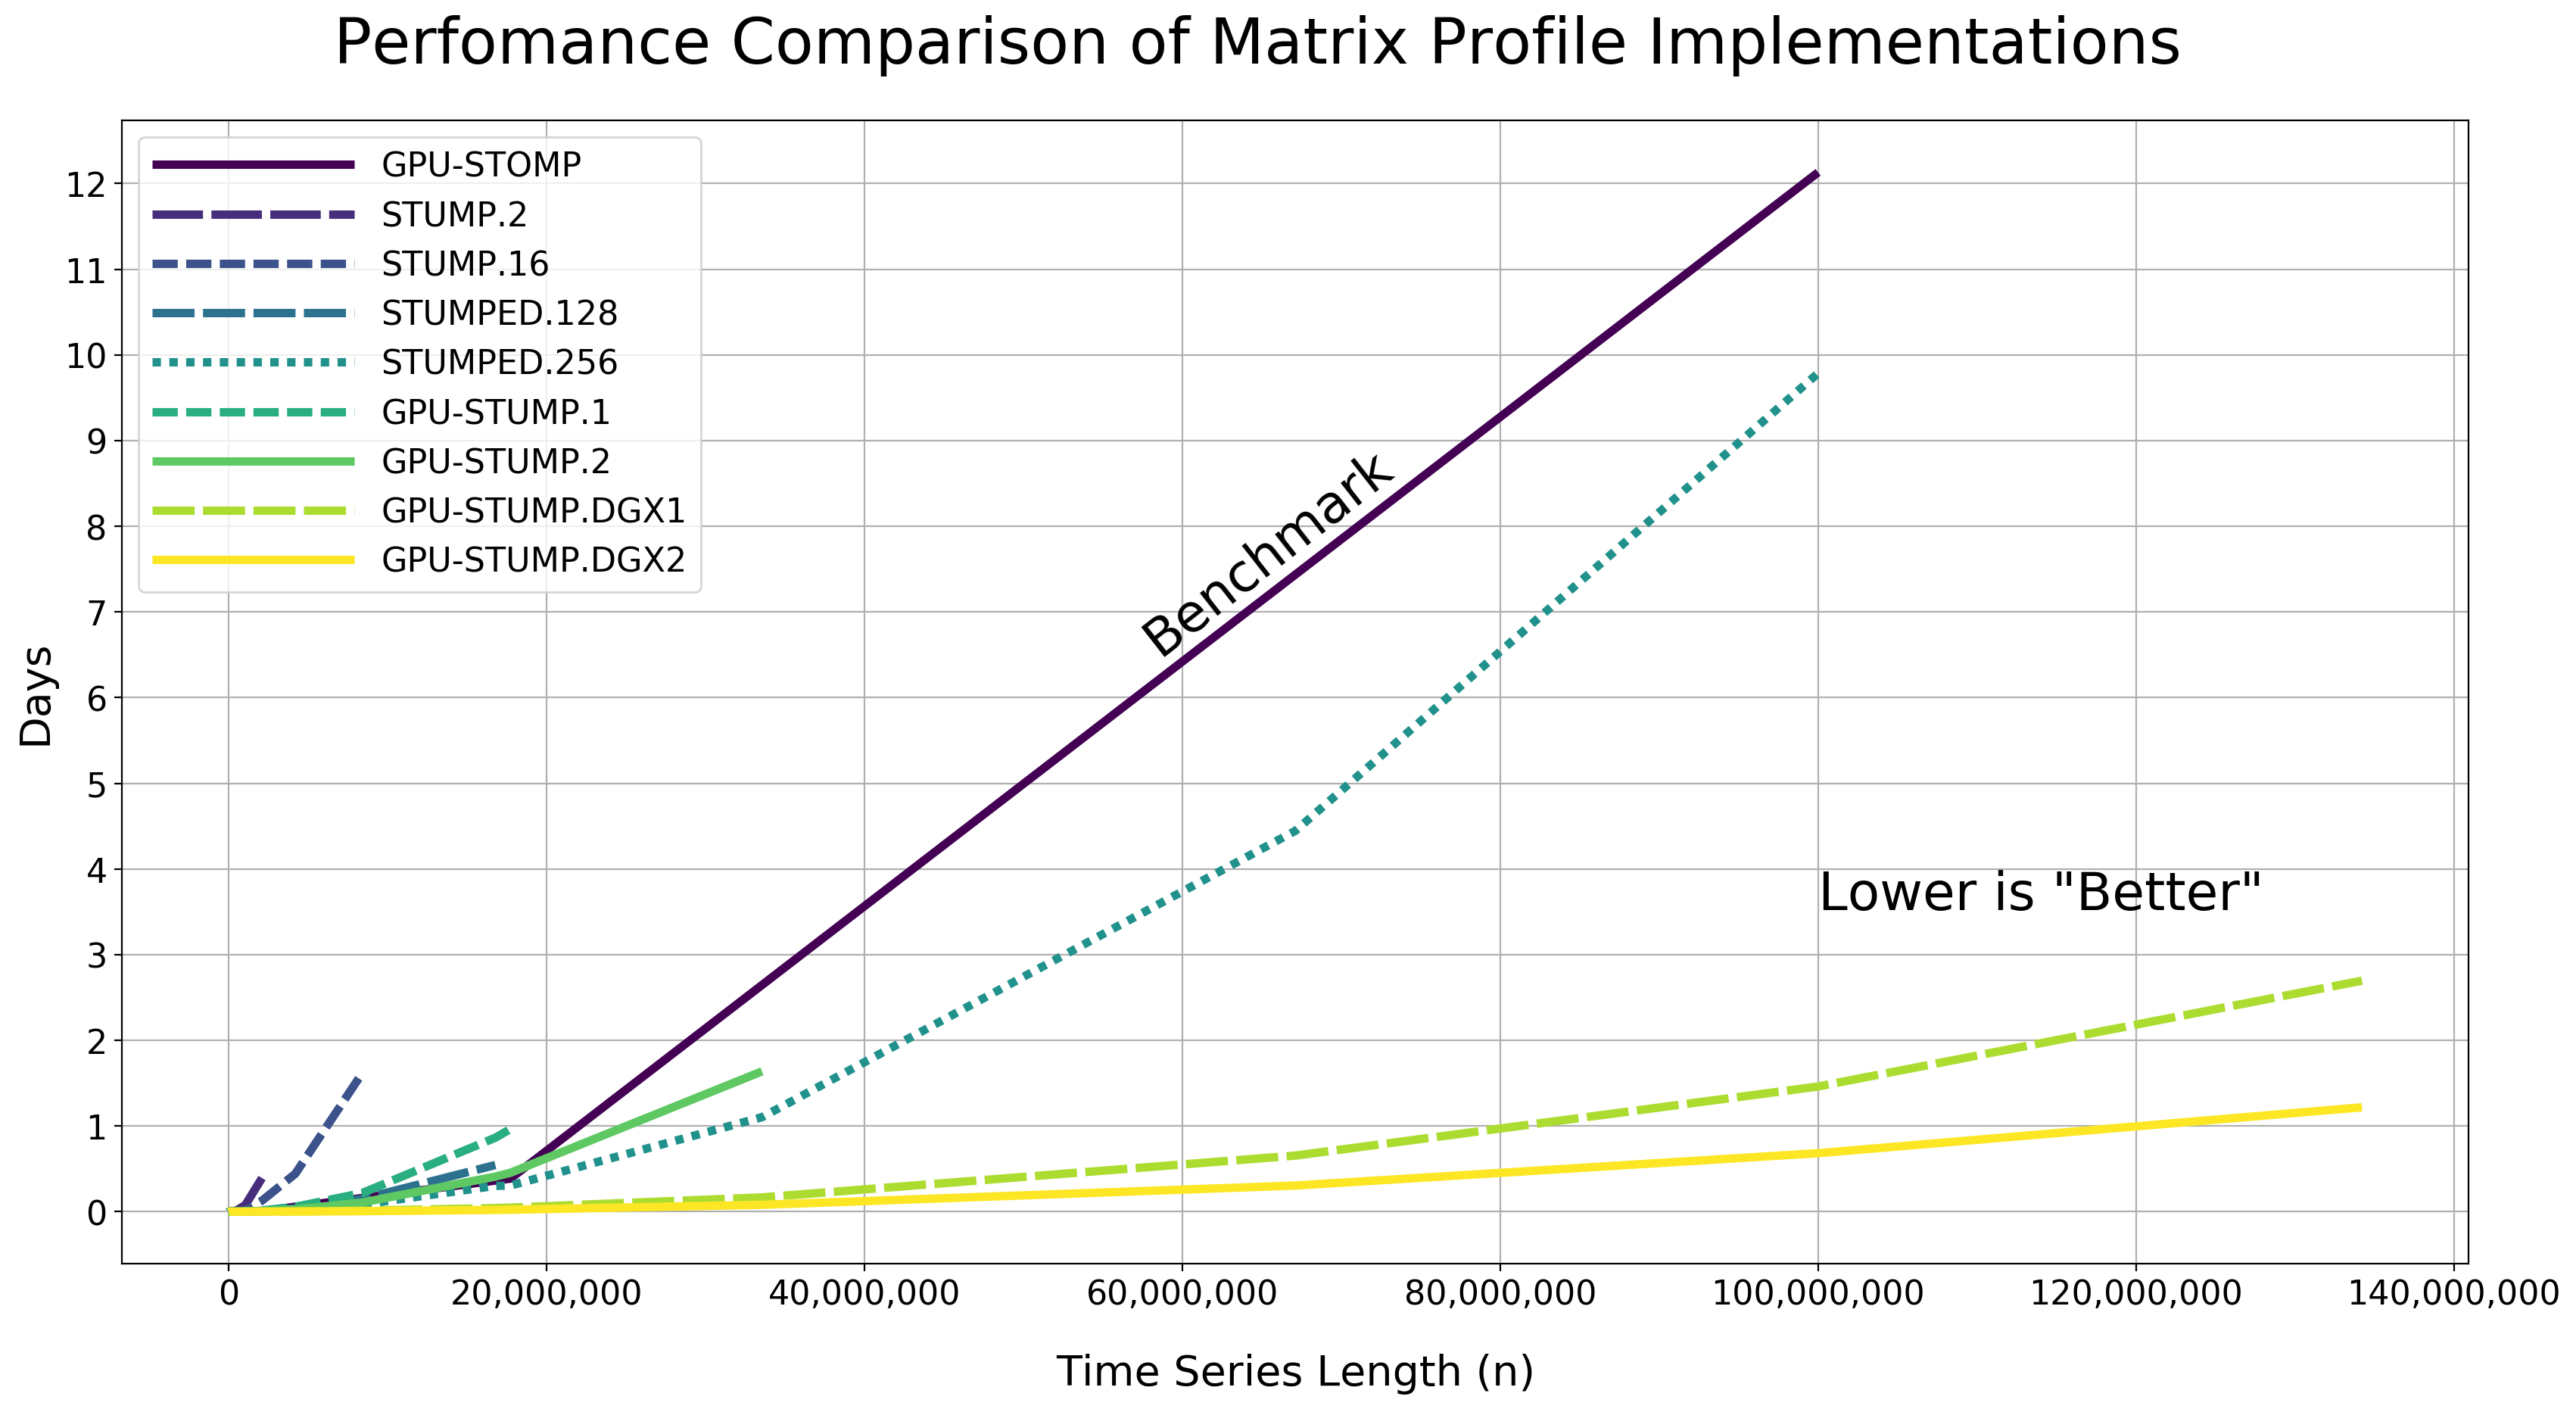 Perfomance Comparison of Matrix Profile Implementations
GPU-STOMP
STUMP.2
STUMP.16
STUMPED.128
STUMPED.256
GPU-STUMP.1
GPU-STUMP.2
GPU-STUMP.DGX1
GPU-STUMP.DGX2
12
11
10
9
8
7
6
5
4
3
2
1
0
Days
Benchmark
Lower is "Better"
0
20,000,000
40,000,000
60,000,000
80,000,000
100,000,000
120,000,000
140,000,000
Time Series Length (n)